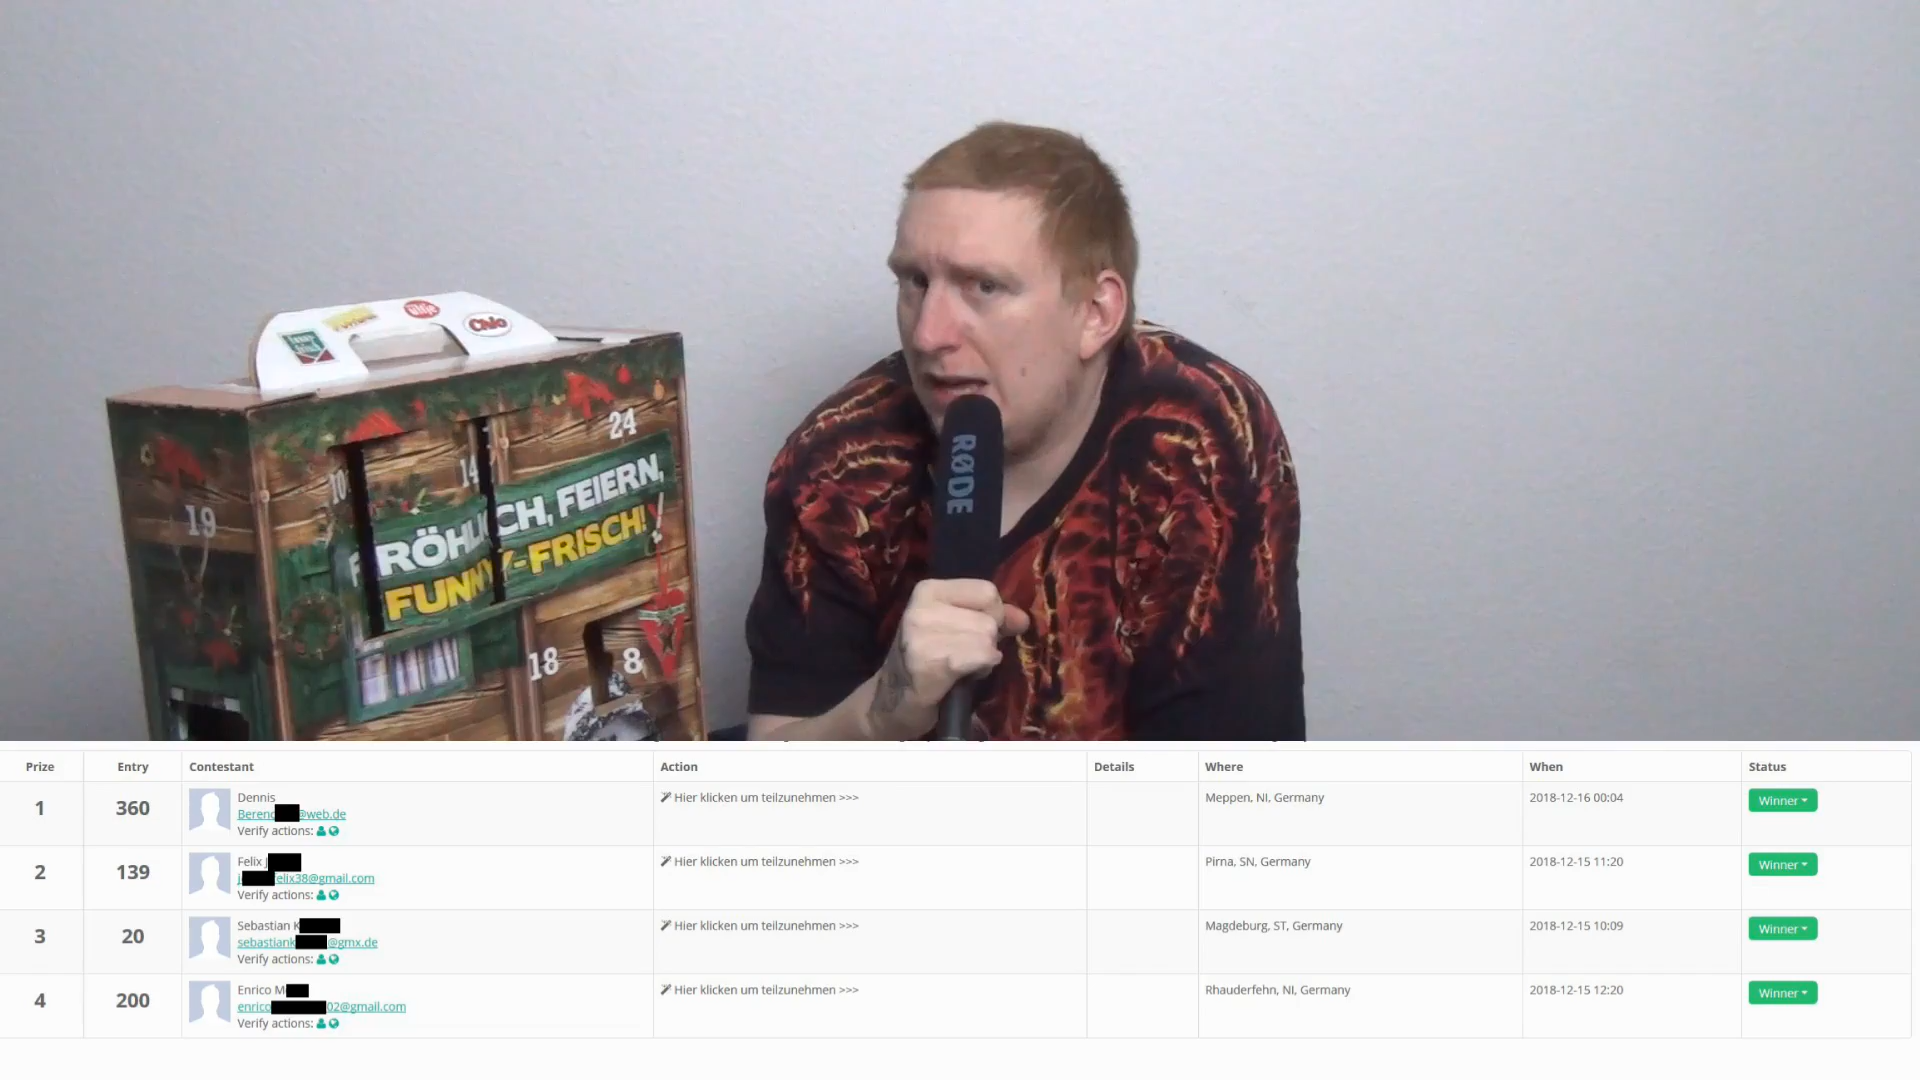 ültje
Chio
24
10
14
19
FRÖHLICH, FEIERN,
FUNNY-FRISCH!
18
8
RØDE
Prize Entry Contestant Action Details Where When Status
1 360 Dennis Hier klicken um teilzunehmen >>> Meppen, NI, Germany 2018-12-16 00:04 Winner
Beren @web.de
Verify actions:
2 139 Felix J Hier klicken um teilzunehmen >>> Pirna, SN, Germany 2018-12-15 11:20 Winner
j elix38@gmail.com
Verify actions:
3 20 Sebastian K Hier klicken um teilzunehmen >>> Magdeburg, ST, Germany 2018-12-15 10:09 Winner
sebastiank @gmx.de
Verify actions:
4 200 Enrico M Hier klicken um teilzunehmen >>> Rhauderfehn, NI, Germany 2018-12-15 12:20 Winner
enrico 02@gmail.com
Verify actions: